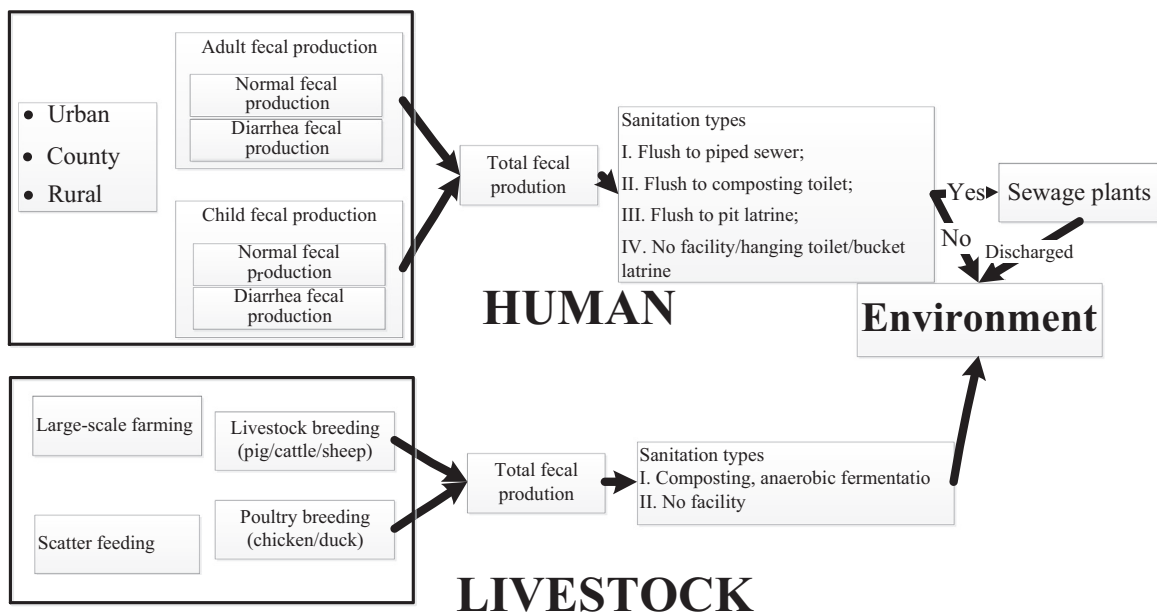 • Urban
• County
• Rural
Adult fecal production
Normal fecal
production
Diarrhea fecal
production
Child fecal production
Normal fecal
production
Diarrhea fecal
production
Total fecal
prodution
Sanitation types
I. Flush to piped sewer;
II. Flush to composting toilet;
III. Flush to pit latrine;
IV. No facility/hanging toilet/bucket
latrine
Yes
No
Sewage plants
Discharged
Environment
HUMAN
Large-scale farming
Scatter feeding
Livestock breeding
(pig/cattle/sheep)
Poultry breeding
(chicken/duck)
Total fecal
prodution
Sanitation types
I. Composting, anaerobic fermentatio
II. No facility
LIVESTOCK